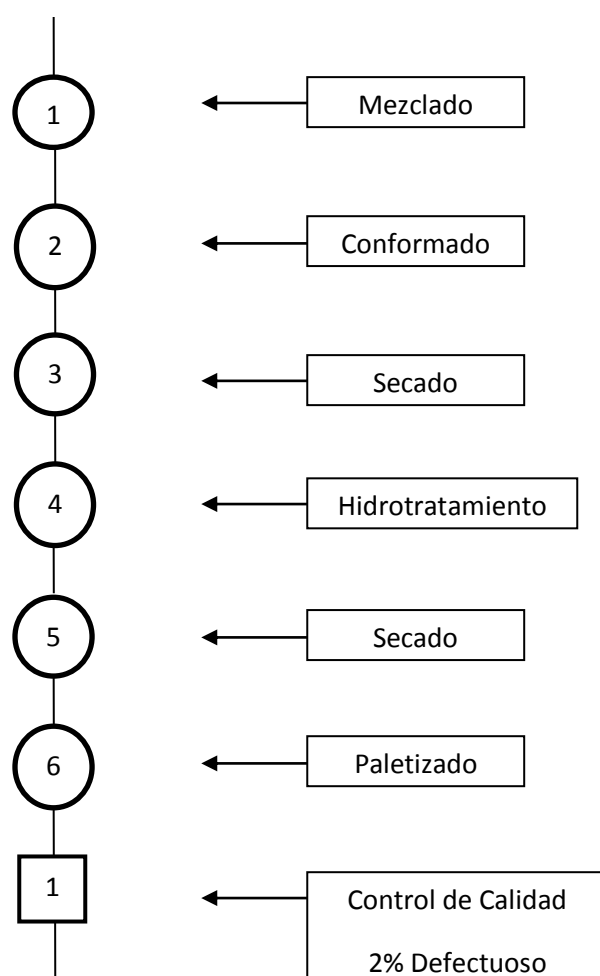 1
Mezclado
2
Conformado
3
Secado
4
Hidrotratamiento
5
Secado
6
Paletizado
1
Control de Calidad
2% Defectuoso